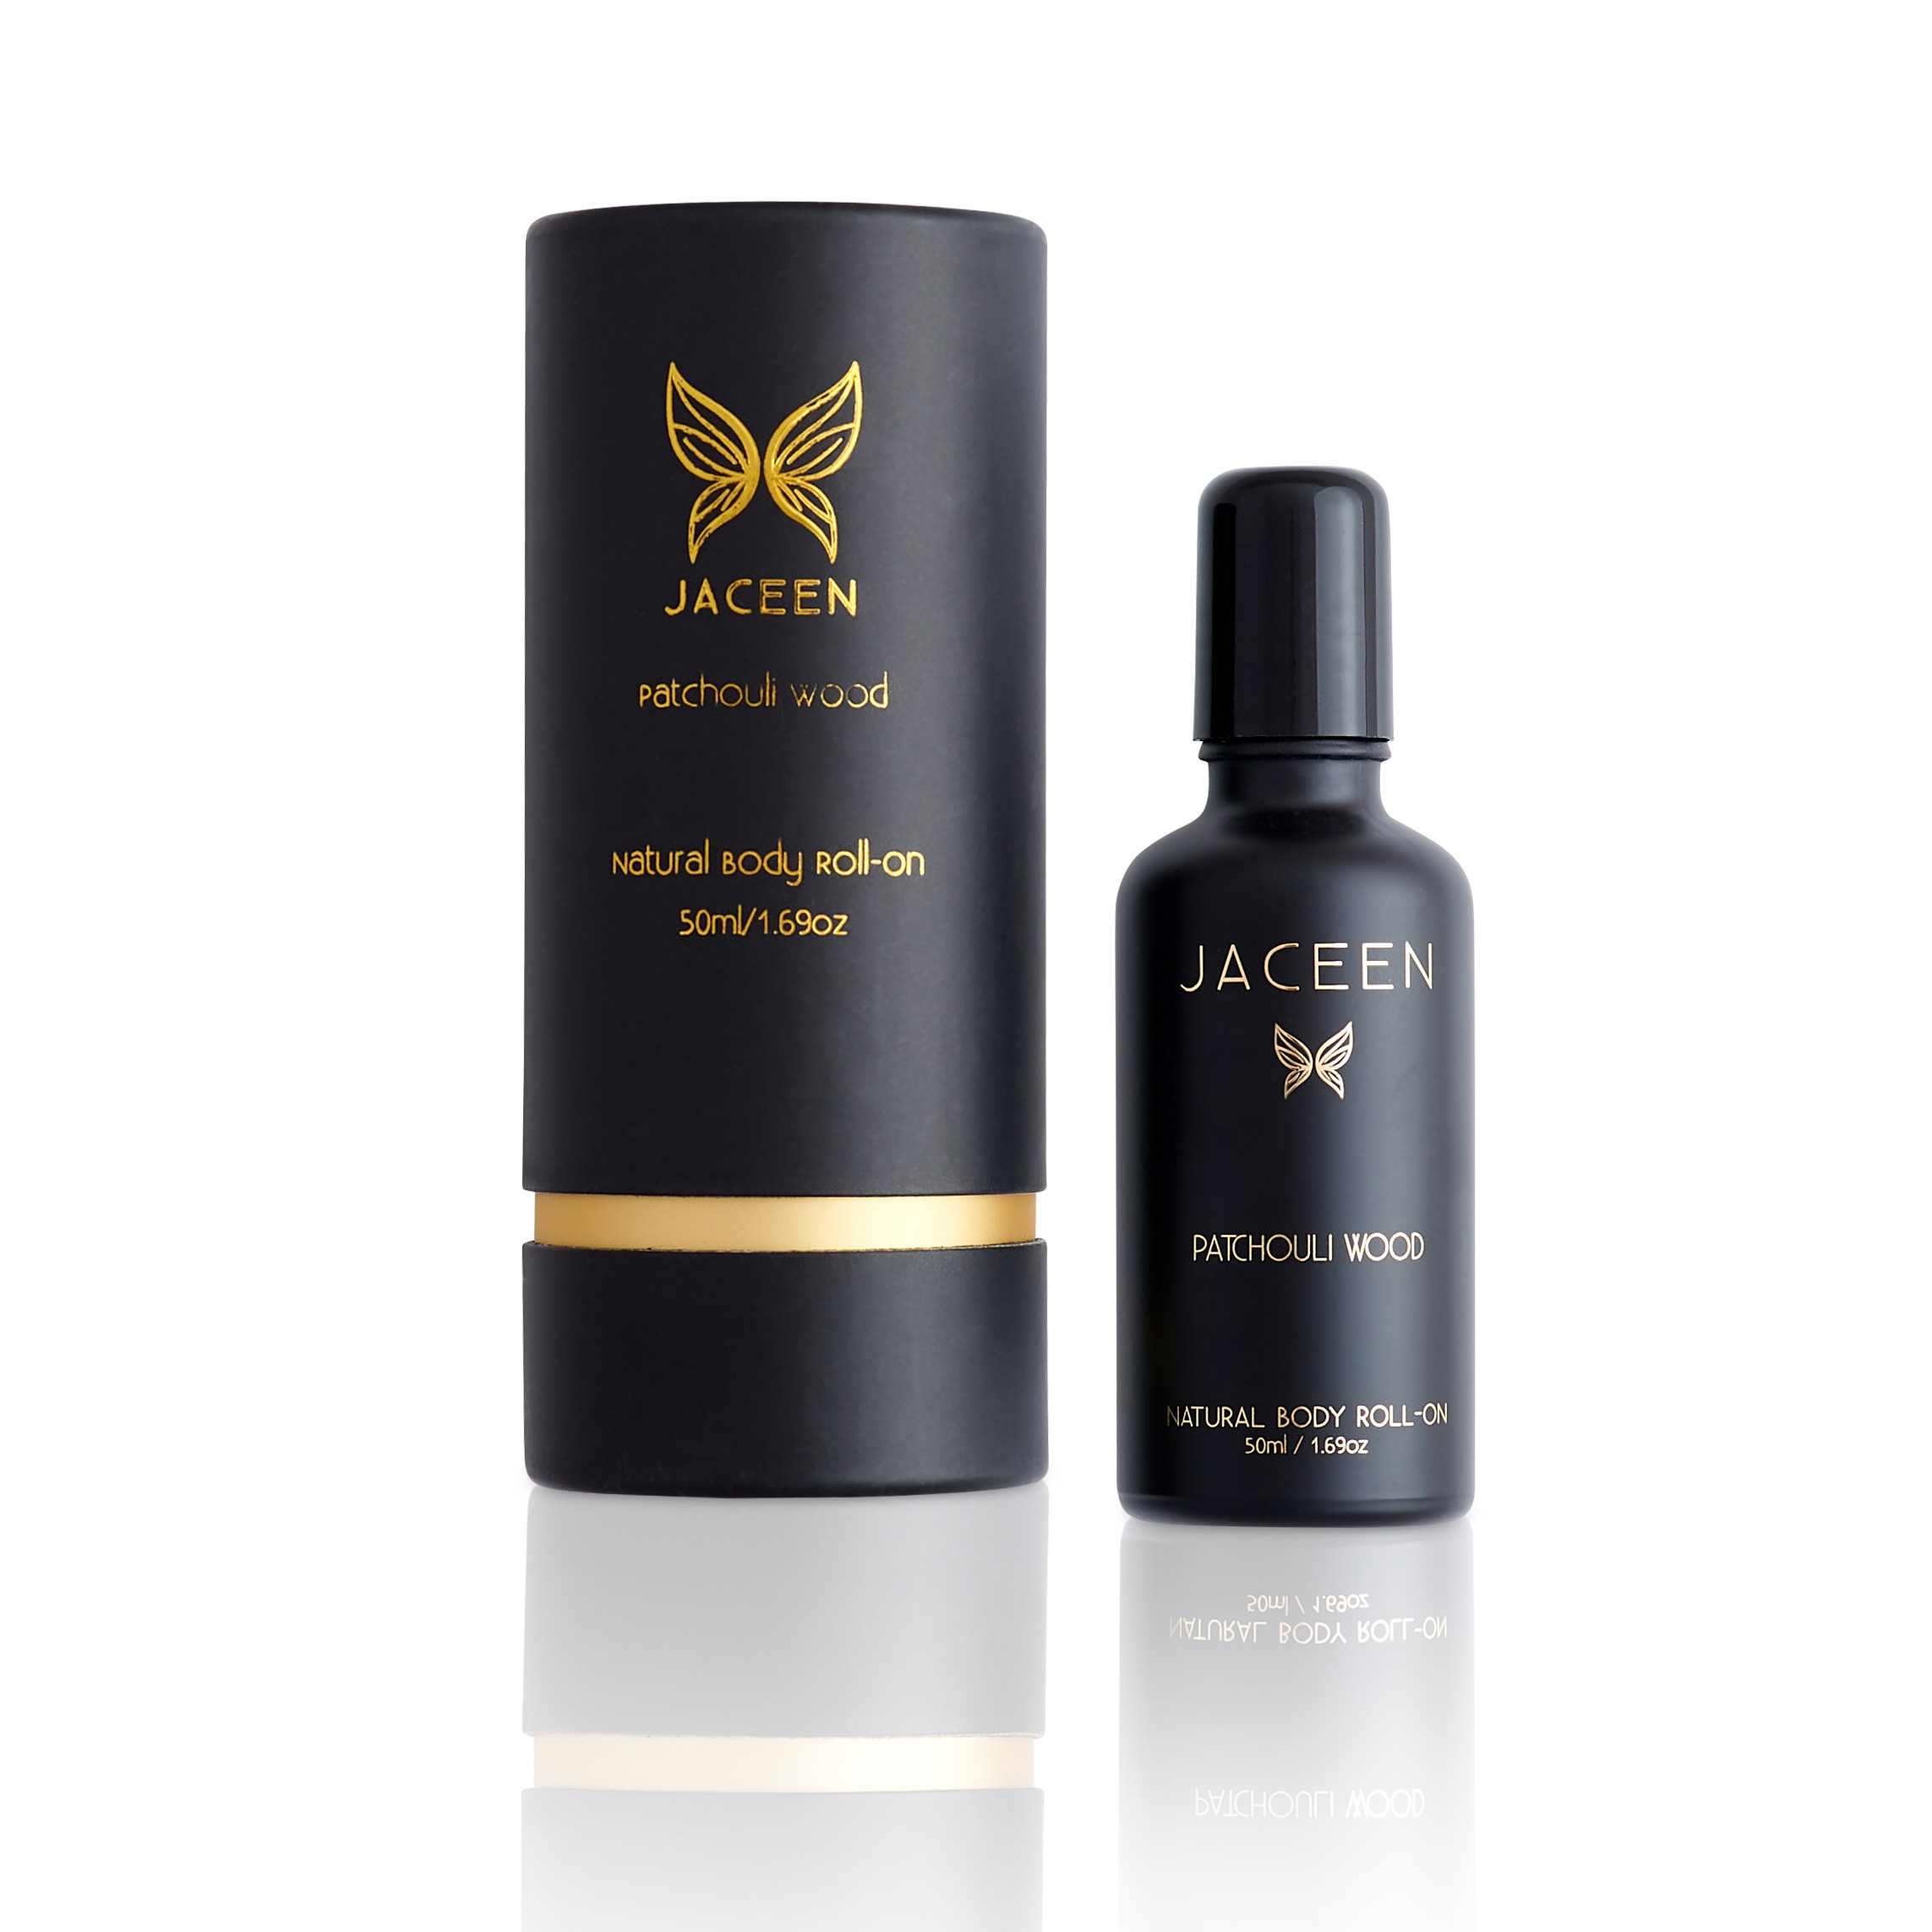 JACEEN
Patchouli wood
Natural Body Roll-on
50ml/1.69oz
JACEEN
PATCHOULI WOOD
NATURAL BODY ROLL-ON
50ml / 1.69oz